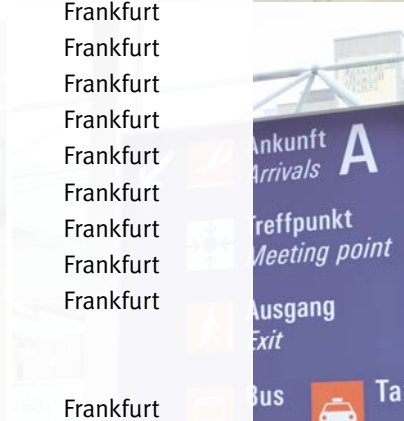 Frankfurt
Frankfurt
Frankfurt
Frankfurt
Frankfurt
Frankfurt
Frankfurt
Frankfurt
Frankfurt
Frankfurt
Ankunft A
Arrivals
Treffpunkt
Meeting point
Ausgang
Exit
Bus